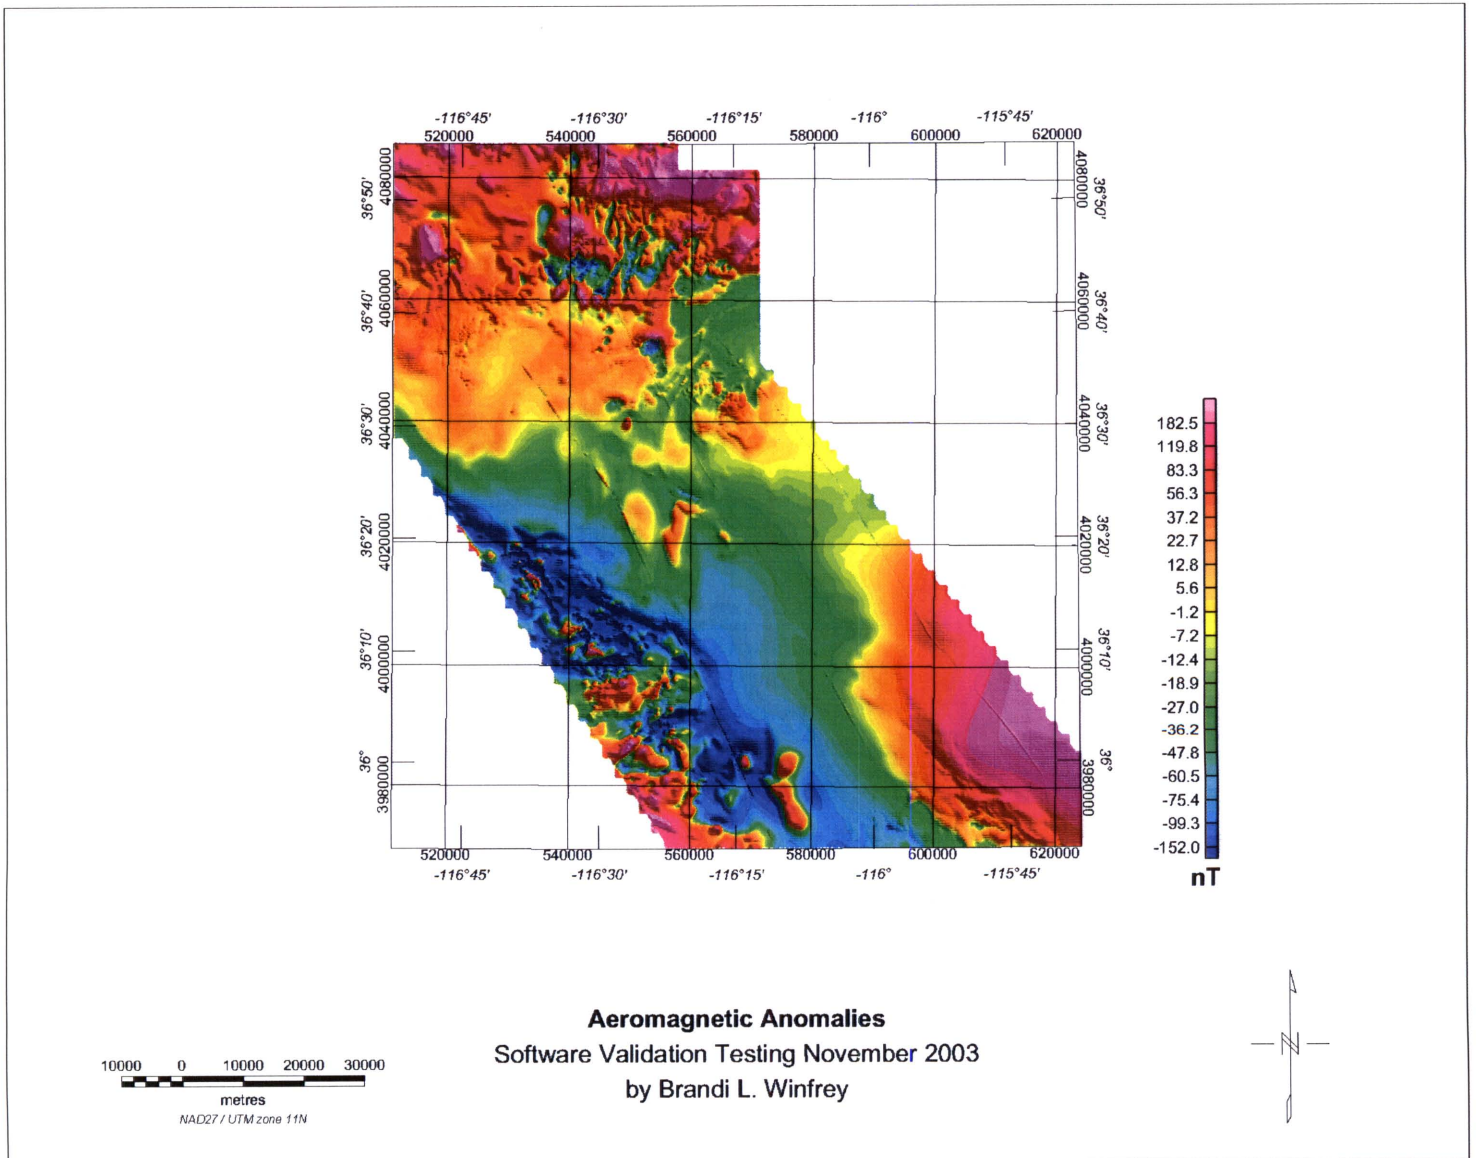 -116°45' -116°30' -116°15' -116° -115°45'
520000 540000 560000 580000 600000 620000
36°50' 4080000 4080000 36°50'
36°40' 4060000 4060000 36°40'
36°30' 4040000 4040000 36°30'
36°20' 4020000 4020000 36°20'
36°10' 4000000 4000000 36°10'
36° 3980000 3980000 36°
520000 540000 560000 580000 600000 620000
-116°45' -116°30' -116°15' -116° -115°45'
182.5
119.8
83.3
56.3
37.2
22.7
12.8
5.6
-1.2
-7.2
-12.4
-18.9
-27.0
-36.2
-47.8
-60.5
-75.4
-99.3
-152.0
nT
Aeromagnetic Anomalies
Software Validation Testing November 2003
by Brandi L. Winfrey
10000 0 10000 20000 30000
metres
NAD27 / UTM zone 11N
N